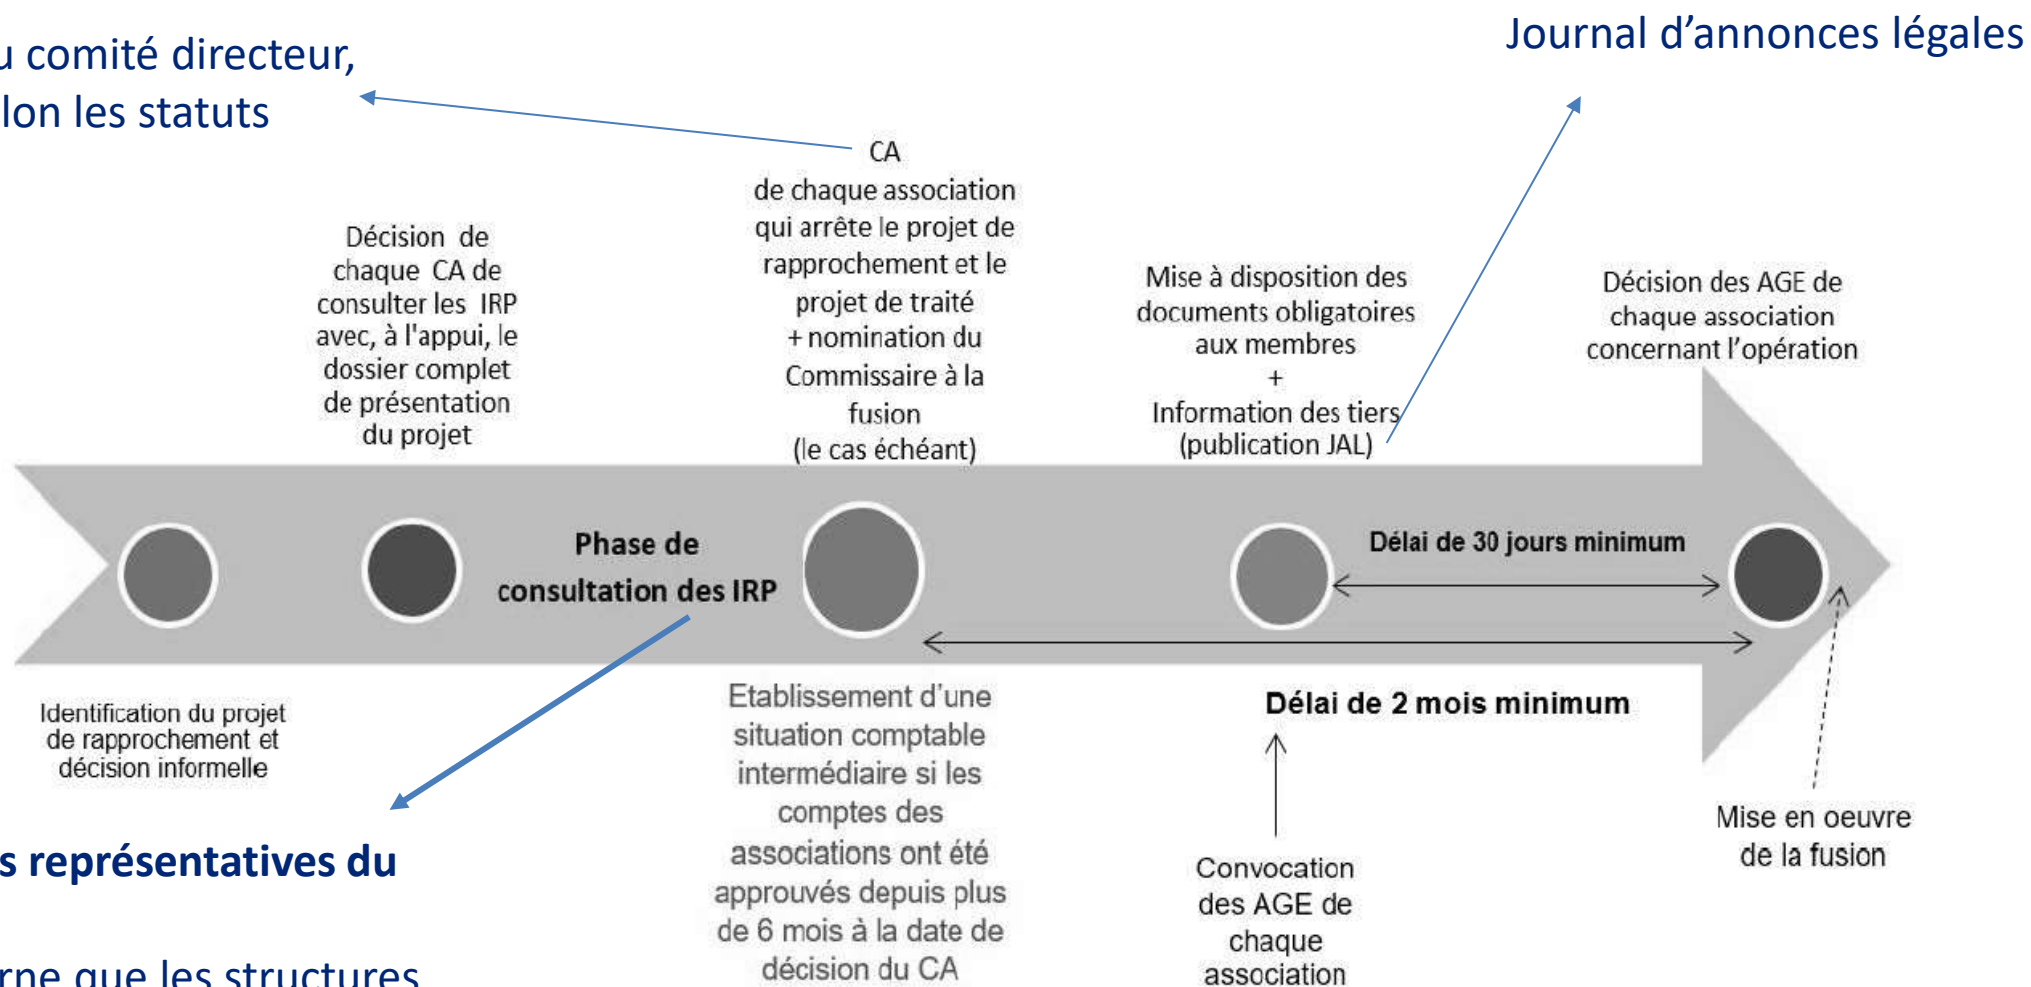 u comité directeur,
lon les statuts
Journal d’annonces légales
CA
de chaque association
qui arrête le projet de
rapprochement et le
projet de traité
+ nomination du
Commissaire à la
fusion
(le cas échéant)
Décision de
chaque CA de
consulter les IRP
avec, à l'appui, le
dossier complet
de présentation
du projet
Mise à disposition des
documents obligatoires
aux membres
+
Information des tiers
(publication JAL)
Décision des AGE de
chaque association
concernant l’opération
Phase de
consultation des IRP
Délai de 30 jours minimum
Délai de 2 mois minimum
Identification du projet
de rapprochement et
décision informelle
Etablissement d’une
situation comptable
intermédiaire si les
comptes des
associations ont été
approuvés depuis plus
de 6 mois à la date de
décision du CA
Convocation
des AGE de
chaque
association
Mise en oeuvre
de la fusion
s représentatives du
rne que les structures